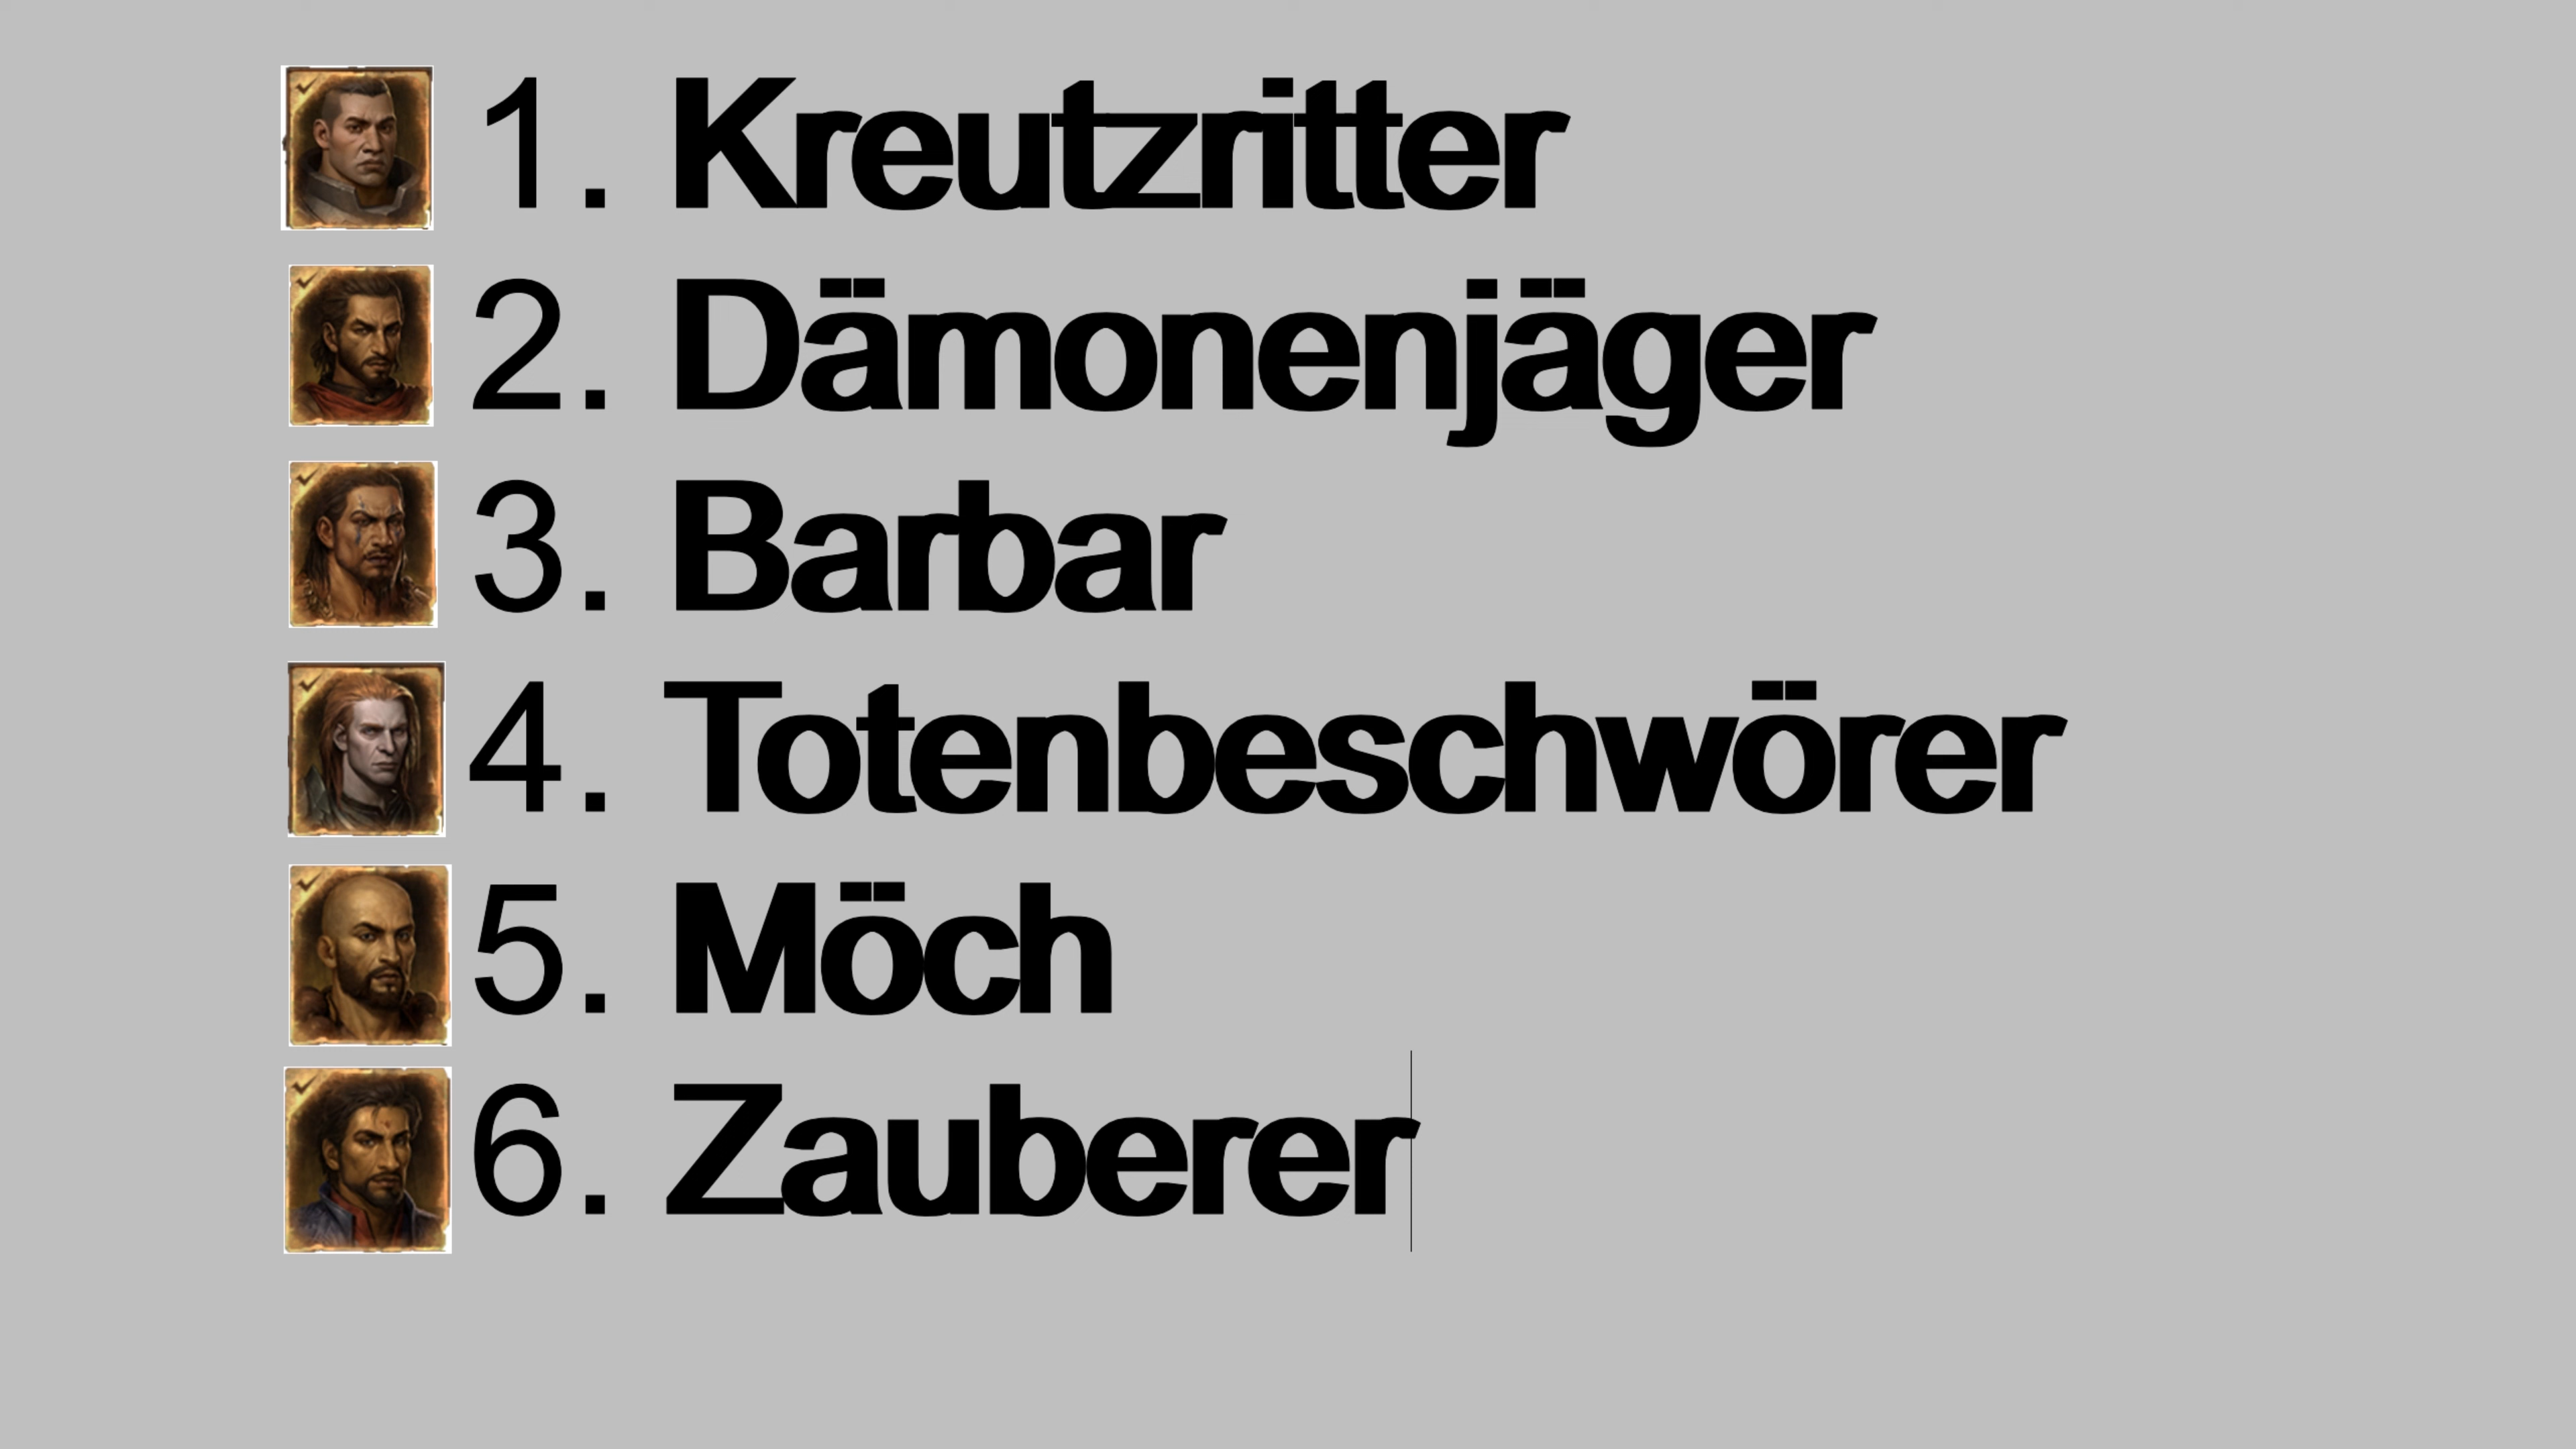 1. Kreutzritter
2. Dämonenjäger
3. Barbar
4. Totenbeschwörer
5. Möch
6. Zauberer